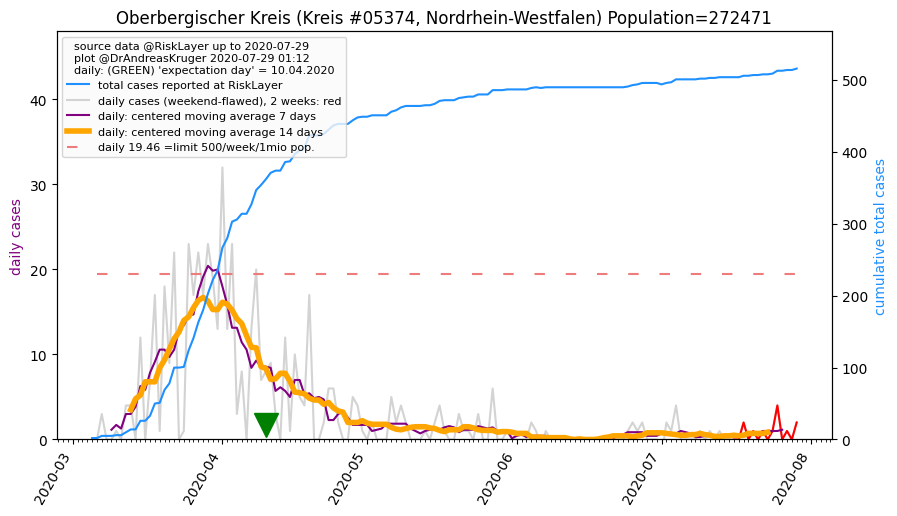 Oberbergischer Kreis (Kreis #05374, Nordrhein-Westfalen) Population=272471
source data @RiskLayer up to 2020-07-29
plot @DrAndreasKruger 2020-07-29 01:12
daily: (GREEN) 'expectation day' = 10.04.2020
total cases reported at RiskLayer
daily cases (weekend-flawed), 2 weeks: red
daily: centered moving average 7 days
daily: centered moving average 14 days
daily 19.46 =limit 500/week/1mio pop.
daily cases
40
30
20
10
0
cumulative total cases
500
400
300
200
100
0
2020-03
2020-04
2020-05
2020-06
2020-07
2020-08